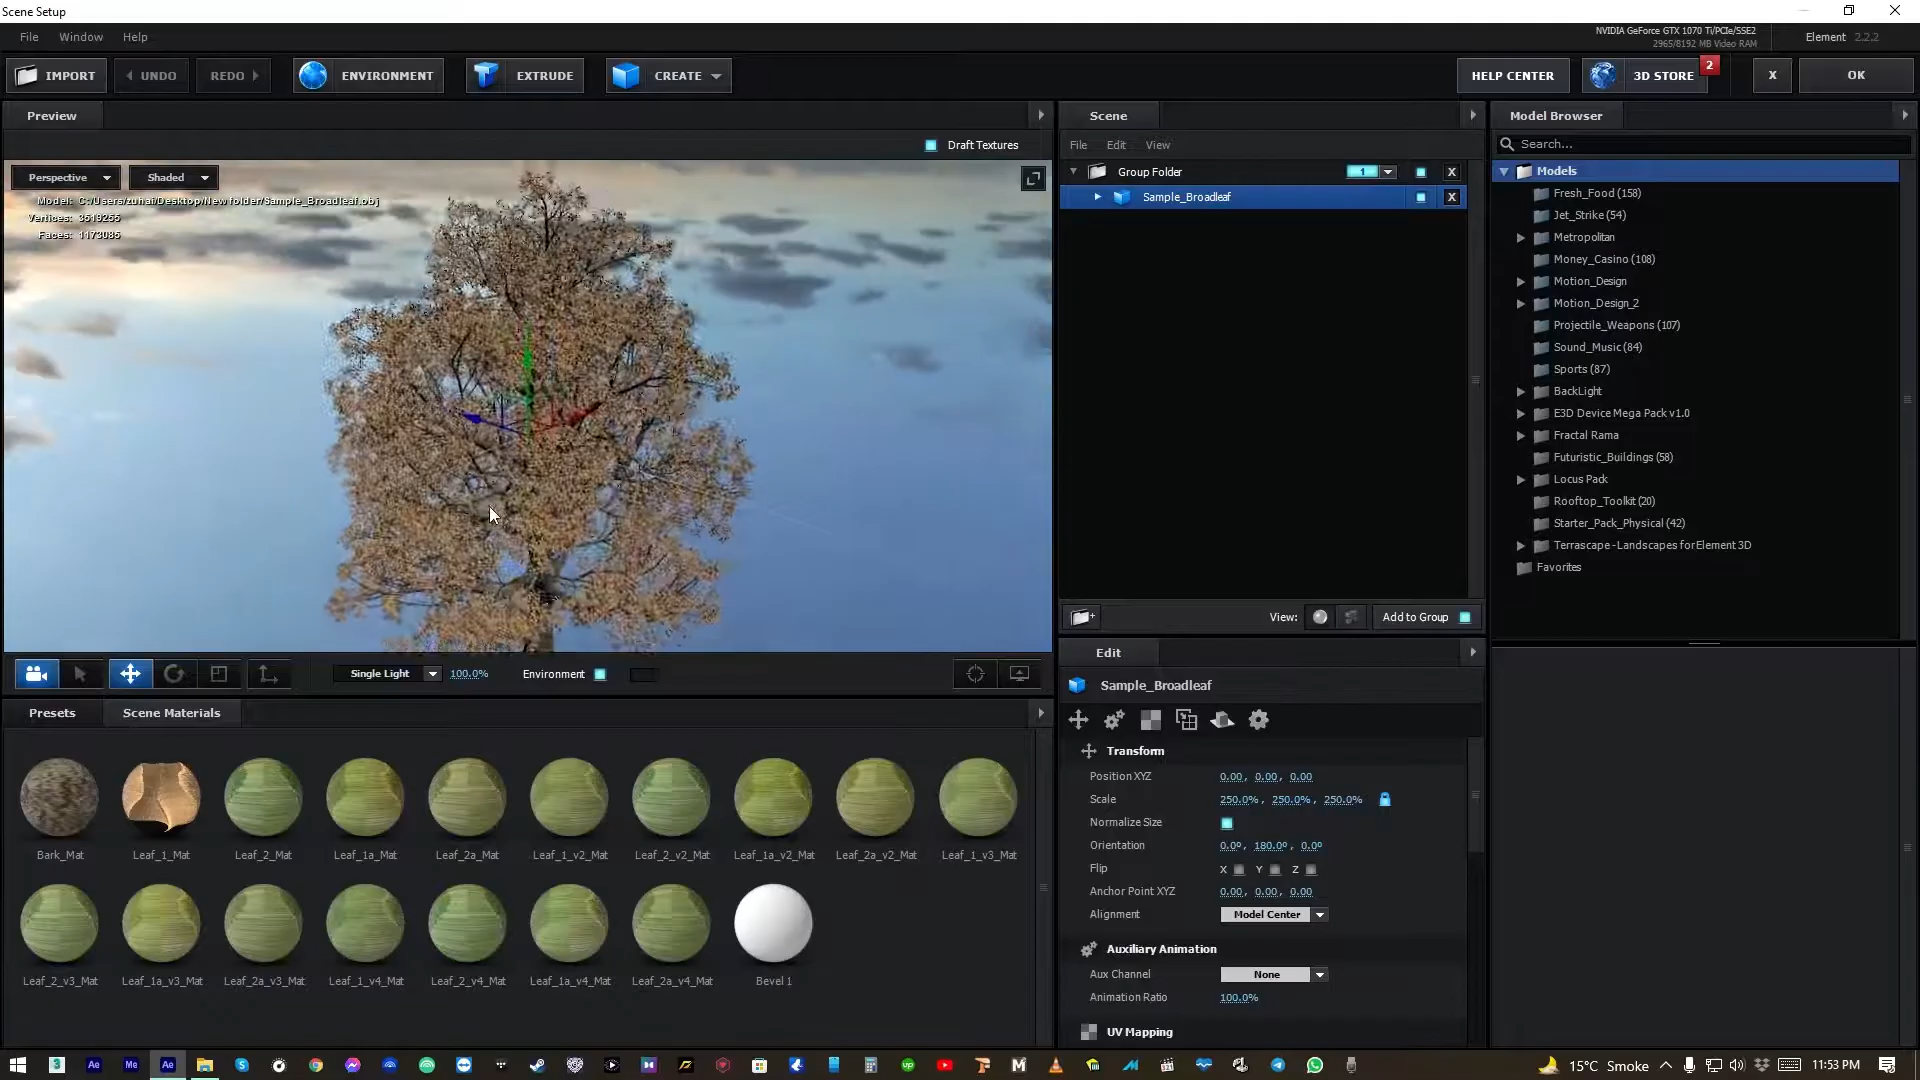 Scene Setup
File Window Help
NVIDIA GeForce GTX 1070 Ti/PCIe/SSE2
2965/8192 MB Video RAM
Element 2.2.2
IMPORT UNDO REDO ENVIRONMENT EXTRUDE CREATE HELP CENTER 3D STORE 2 X OK
Preview
Draft Textures
Perspective Shaded
Model: C:/Users/zuhai/Desktop/New folder/Sample_Broadleaf.obj
Vertices: 3519255
Faces: 1173085
Single Light 100.0% Environment
Presets Scene Materials
Bark_Mat Leaf_1_Mat Leaf_2_Mat Leaf_1a_Mat Leaf_2a_Mat Leaf_1_v2_Mat Leaf_2_v2_Mat Leaf_1a_v2_Mat Leaf_2a_v2_Mat Leaf_1_v3_Mat
Leaf_2_v3_Mat Leaf_1a_v3_Mat Leaf_2a_v3_Mat Leaf_1_v4_Mat Leaf_2_v4_Mat Leaf_1a_v4_Mat Leaf_2a_v4_Mat Bevel 1
Scene
File Edit View
Group Folder 1 X
Sample_Broadleaf X
View: Add to Group
Edit
Sample_Broadleaf
Transform
Position XYZ 0.00, 0.00, 0.00
Scale 250.0%, 250.0%, 250.0%
Normalize Size
Orientation 0.0º, 180.0º, 0.0º
Flip X Y Z
Anchor Point XYZ 0.00, 0.00, 0.00
Alignment Model Center
Auxiliary Animation
Aux Channel None
Animation Ratio 100.0%
UV Mapping
Model Browser
Search...
Models
Fresh_Food (158)
Jet_Strike (54)
Metropolitan
Money_Casino (108)
Motion_Design
Motion_Design_2
Projectile_Weapons (107)
Sound_Music (84)
Sports (87)
BackLight
E3D Device Mega Pack v1.0
Fractal Rama
Futuristic_Buildings (58)
Locus Pack
Rooftop_Toolkit (20)
Starter_Pack_Physical (42)
Terrascape - Landscapes for Element 3D
Favorites
3 Ae Me Ae
15°C Smoke 11:53 PM